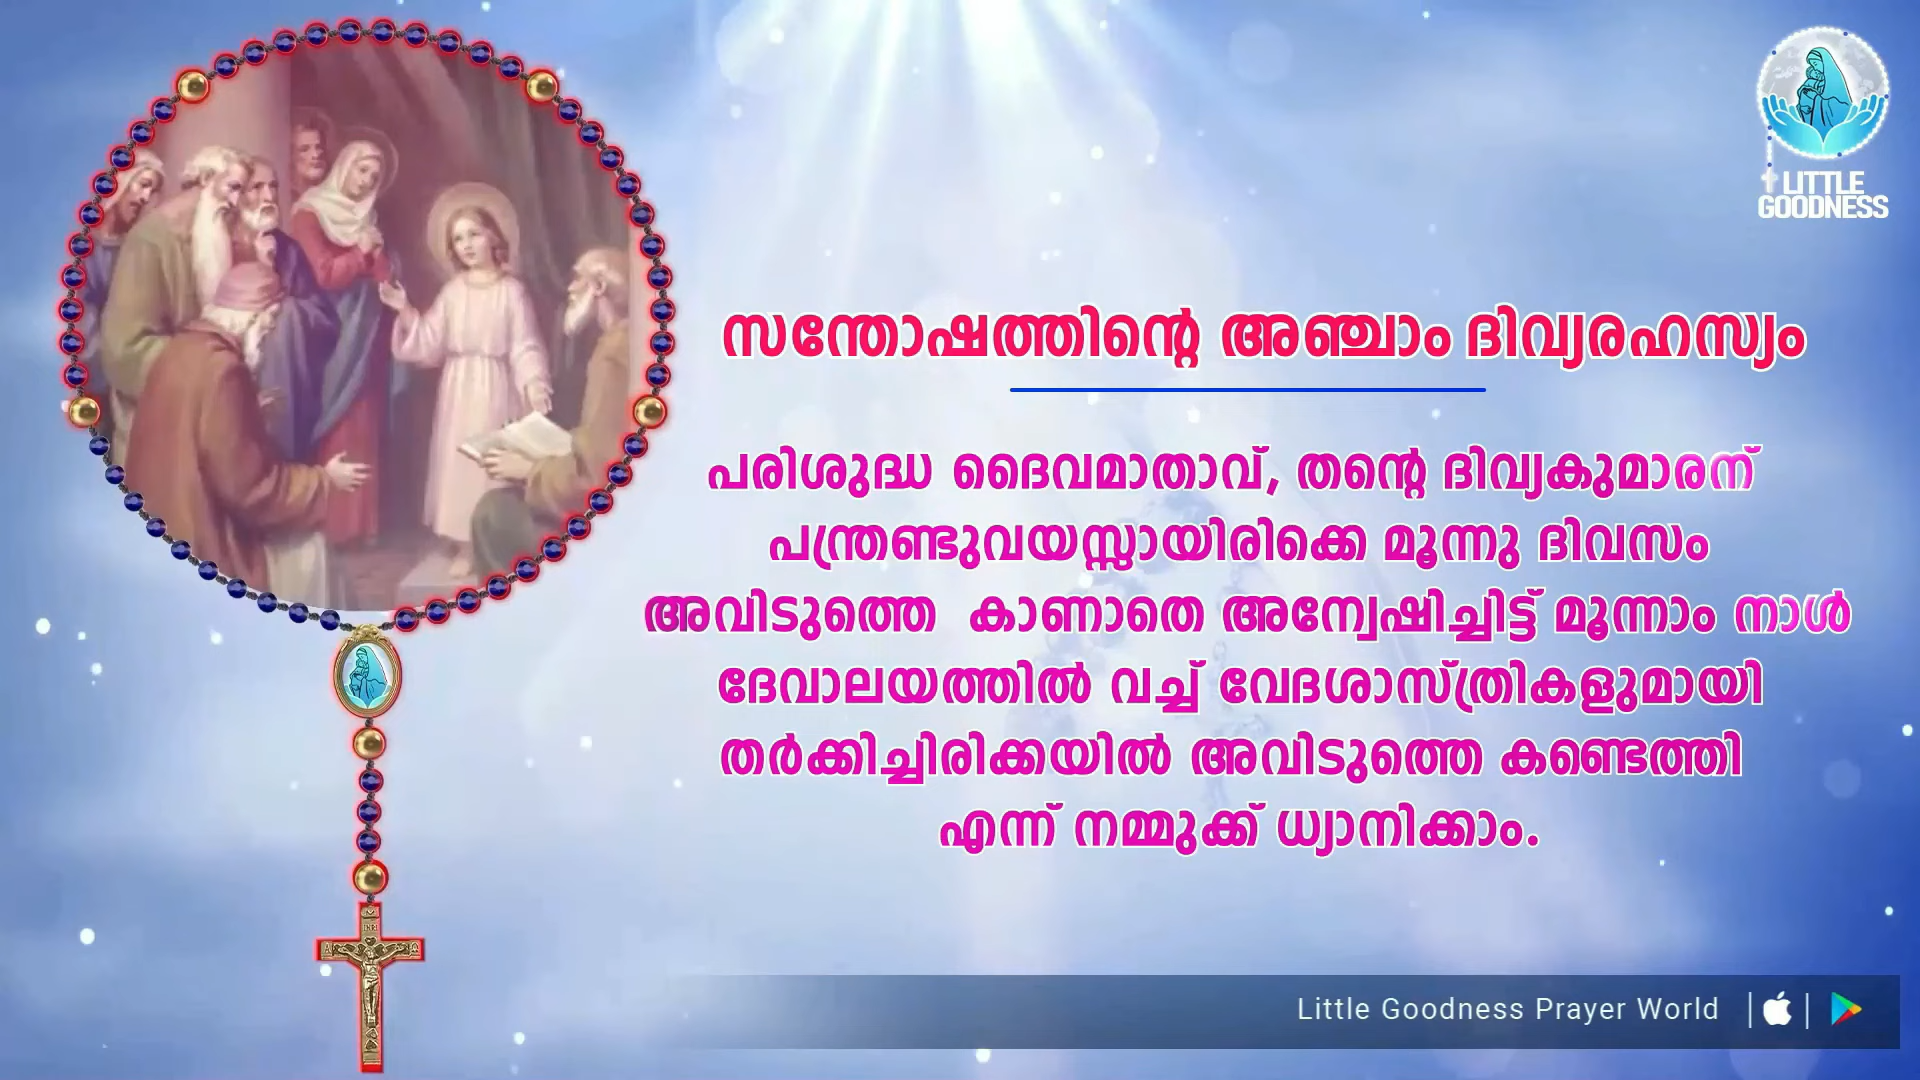 LITTLE
GOODNESS
സന്തോഷത്തിന്റെ അഞ്ചാം ദിവ്യരഹസ്യം
പരിശുദ്ധ ദൈവമാതാവ്, തന്റെ ദിവ്യകുമാരന്
പന്ത്രണ്ടുവയസ്സായിരിക്കെ മൂന്നു ദിവസം
അവിടുത്തെ കാണാതെ അന്വേഷിച്ചിട്ട് മൂന്നാം നാൾ
ദേവാലയത്തിൽ വച്ച് വേദശാസ്ത്രികളുമായി
തർക്കിച്ചിരിക്കയിൽ അവിടുത്തെ കണ്ടെത്തി
എന്ന് നമ്മുക്ക് ധ്യാനിക്കാം.
INRI
Little Goodness Prayer World